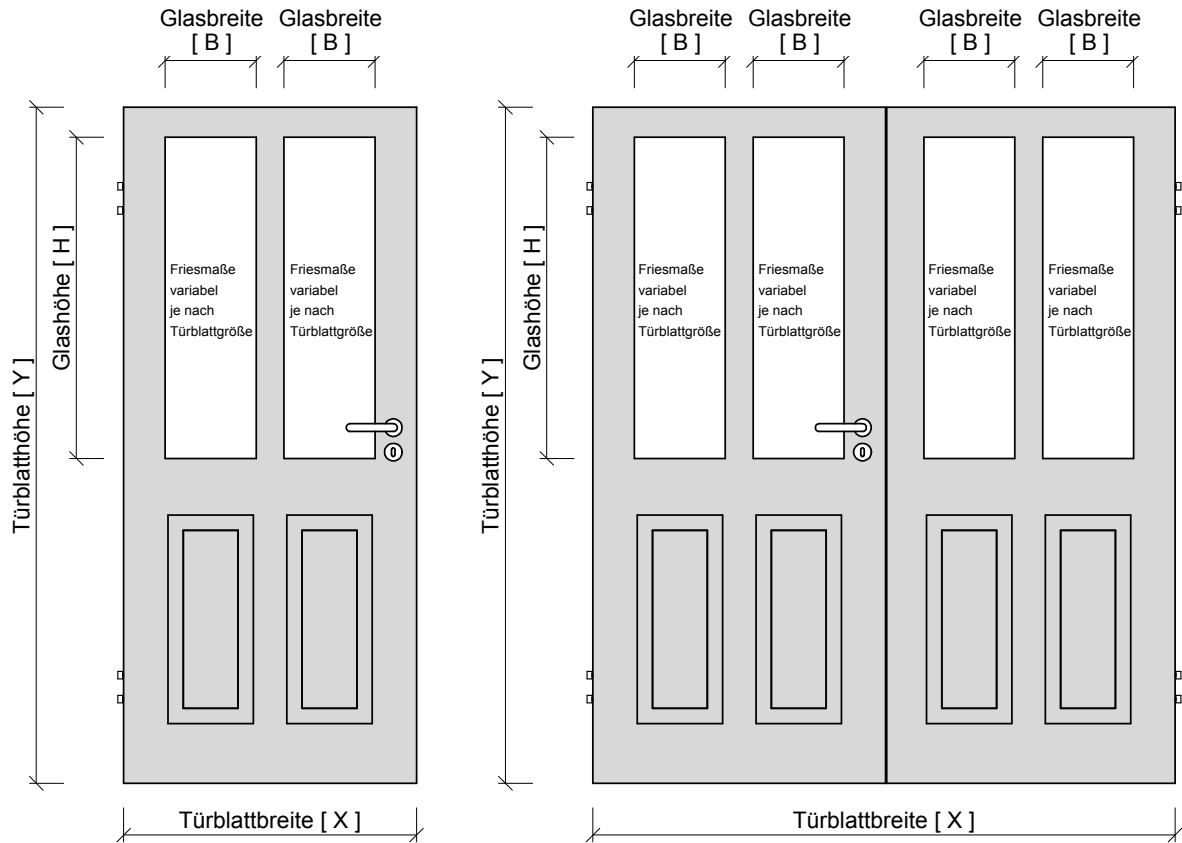 Glasbreite
[ B ]
Glasbreite
[ B ]
Glasbreite
[ B ]
Glasbreite
[ B ]
Glasbreite
[ B ]
Glasbreite
[ B ]
Türblatthöhe [ Y ]
Glashöhe [ H ]
Friesmaße
variabel
je nach
Türblattgröße
Friesmaße
variabel
je nach
Türblattgröße
Türblatthöhe [ Y ]
Glashöhe [ H ]
Friesmaße
variabel
je nach
Türblattgröße
Friesmaße
variabel
je nach
Türblattgröße
Friesmaße
variabel
je nach
Türblattgröße
Friesmaße
variabel
je nach
Türblattgröße
Türblattbreite [ X ]
Türblattbreite [ X ]